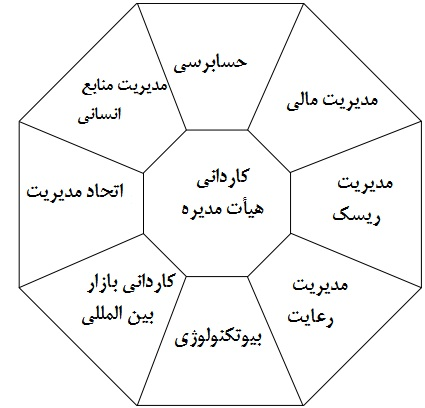 حسابرسی
مدیریت مالی
مدیریت منابع
انسانی
کاردانی
هیأت مدیره
مدیریت
ریسک
اتحاد مدیریت
مدیریت
رعایت
کاردانی بازار
بین المللی
بیوتکنولوژی